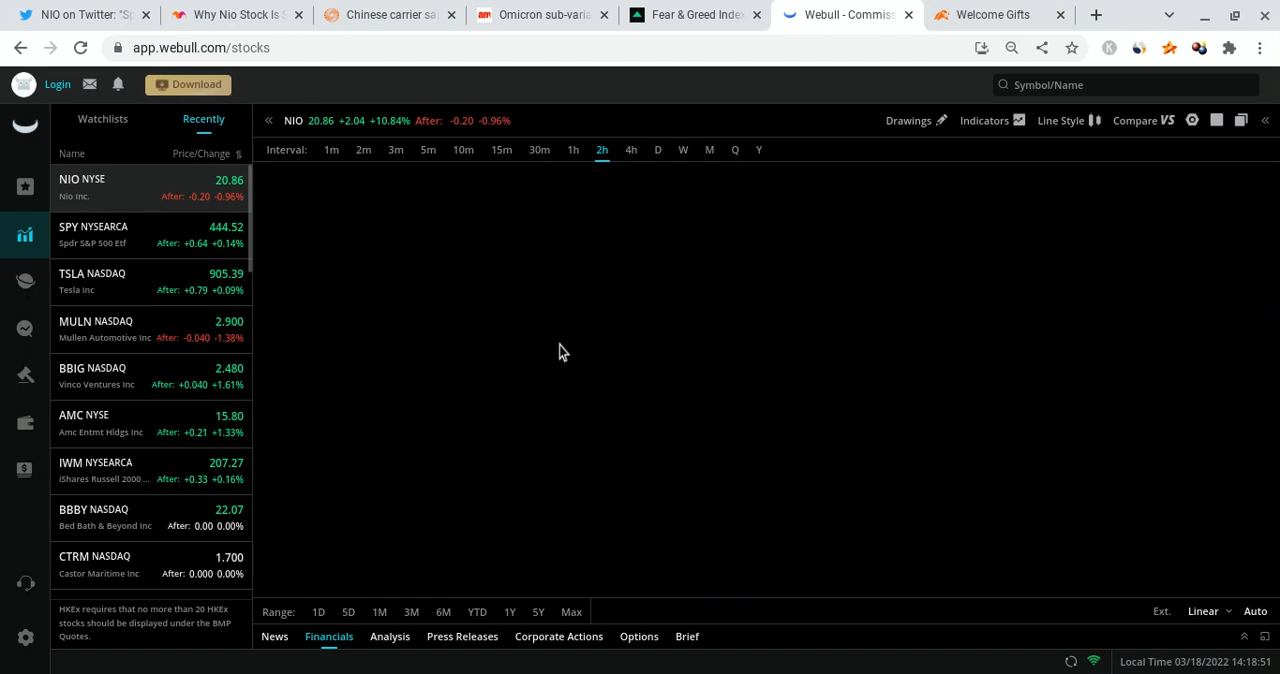 NIO on Twitter: "Sp
Why Nio Stock Is S
Chinese carrier sa
Omicron sub-varia
Fear & Greed Index
Webull - Commiss
Welcome Gifts
app.webull.com/stocks
Login
Download
Symbol/Name
Watchlists
Recently
NIO 20.86 +2.04 +10.84% After: -0.20 -0.96%
Drawings
Indicators
Line Style
Compare VS
Name
Price/Change
Interval: 1m 2m 3m 5m 10m 15m 30m 1h 2h 4h D W M Q Y
NIO NYSE 20.86
Nio Inc. After: -0.20 -0.96%
SPY NYSEARCA 444.52
Spdr S&P 500 Etf After: +0.64 +0.14%
TSLA NASDAQ 905.39
Tesla Inc After: +0.79 +0.09%
MULN NASDAQ 2.900
Mullen Automotive Inc After: -0.040 -1.38%
BBIG NASDAQ 2.480
Vinco Ventures Inc After: +0.040 +1.61%
AMC NYSE 15.80
Amc Entmt Hldgs Inc After: +0.21 +1.33%
IWM NYSEARCA 207.27
iShares Russell 2000 ... After: +0.33 +0.16%
BBBY NASDAQ 22.07
Bed Bath & Beyond Inc After: 0.00 0.00%
CTRM NASDAQ 1.700
Castor Maritime Inc After: 0.000 0.00%
HKEx requires that no more than 20 HKEx
stocks should be displayed under the BMP
Quotes.
Range: 1D 5D 1M 3M 6M YTD 1Y 5Y Max
Ext. Linear Auto
News Financials Analysis Press Releases Corporate Actions Options Brief
Local Time 03/18/2022 14:18:51